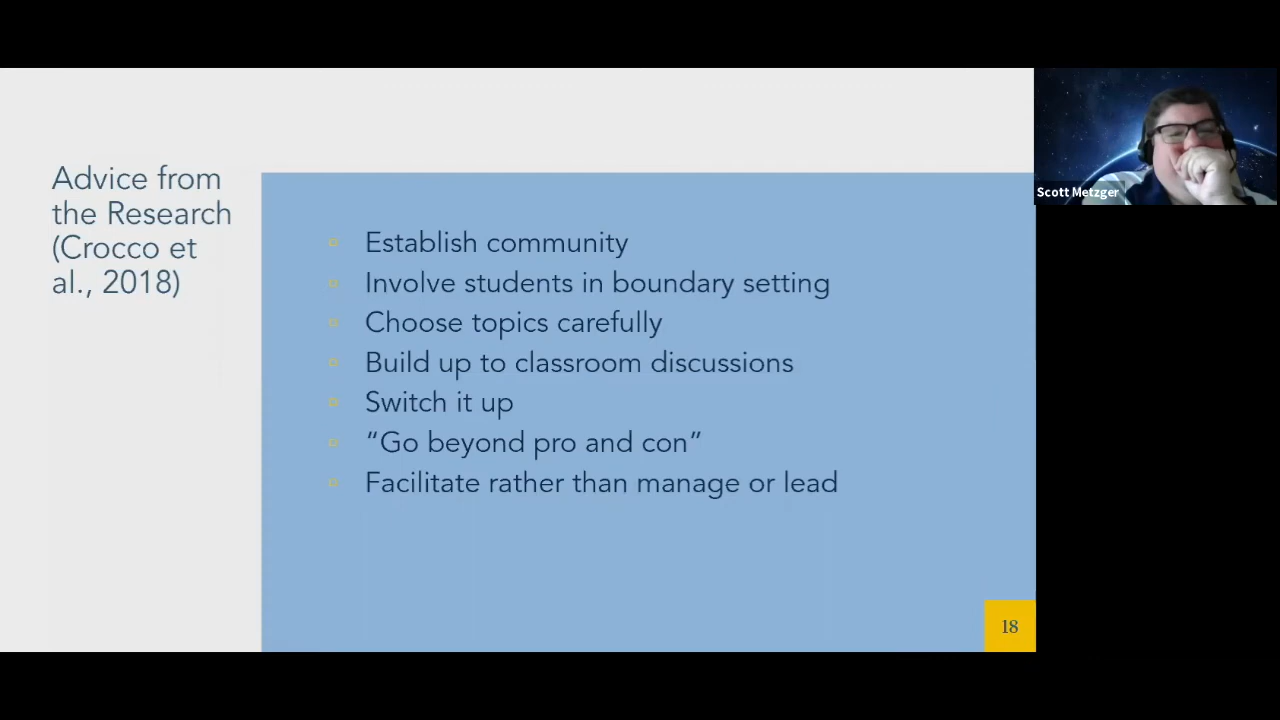 Advice from
the Research
(Crocco et
al., 2018)
Establish community
Involve students in boundary setting
Choose topics carefully
Build up to classroom discussions
Switch it up
“Go beyond pro and con”
Facilitate rather than manage or lead
18
Scott Metzger